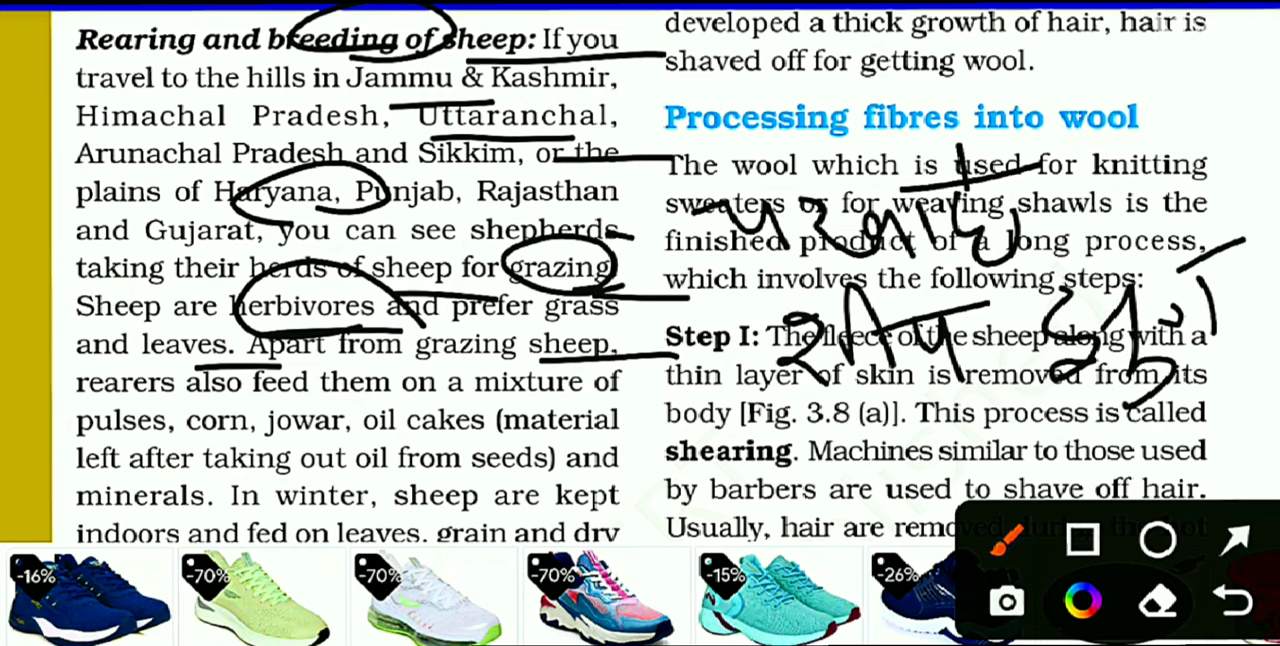 Rearing and breeding of sheep: If you
travel to the hills in Jammu & Kashmir,
Himachal Pradesh, Uttaranchal,
Arunachal Pradesh and Sikkim, or the
plains of Haryana, Punjab, Rajasthan
and Gujarat, you can see shepherds
taking their herds of sheep for grazing.
Sheep are herbivores and prefer grass
and leaves. Apart from grazing sheep,
rearers also feed them on a mixture of
pulses, corn, jowar, oil cakes (material
left after taking out oil from seeds) and
minerals. In winter, sheep are kept
indoors and fed on leaves, grain and dry
developed a thick growth of hair, hair is
shaved off for getting wool.
Processing fibres into wool
The wool which is used for knitting
sweaters or for weaving shawls is the
finished product of a long process,
which involves the following steps:
Step I: The fleece of the sheep along with a
thin layer of skin is removed from its
body [Fig. 3.8 (a)]. This process is called
shearing. Machines similar to those used
by barbers are used to shave off hair.
Usually, hair are removed during the hot
-16%
-70%
-70%
-70%
-15%
-26%